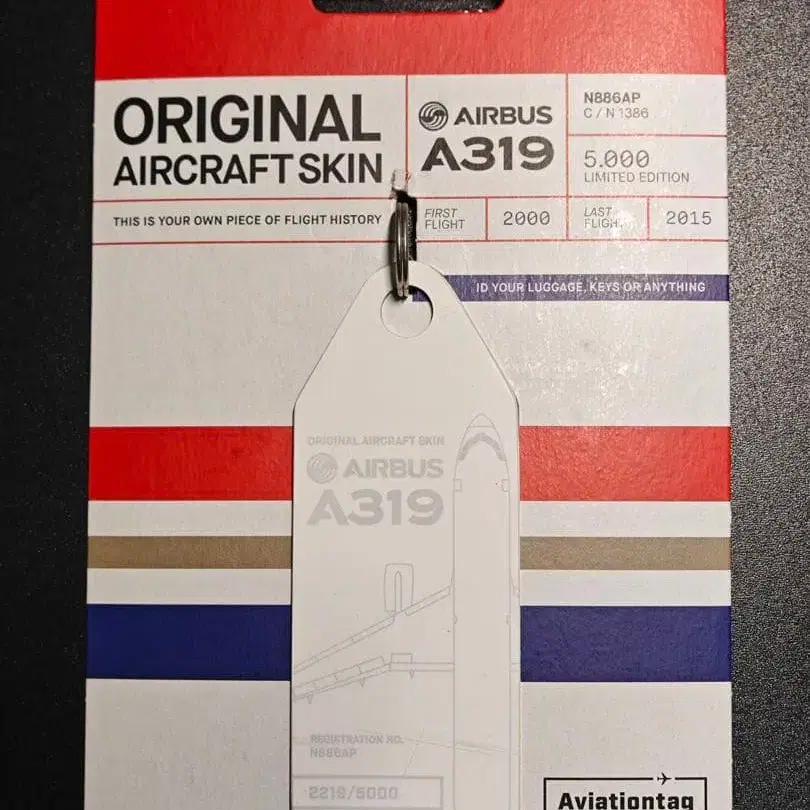 ORIGINAL
AIRCRAFT SKIN
AIRBUS
A319
N886AP
C / N 1386
5.000
LIMITED EDITION
THIS IS YOUR OWN PIECE OF FLIGHT HISTORY
FIRST
FLIGHT
2000
LAST
FLIGHT
2015
ID YOUR LUGGAGE, KEYS OR ANYTHING
ORIGINAL AIRCRAFT SKIN
AIRBUS
A319
REGISTRATION NO.
N886AP
2219/5000
Aviationtag